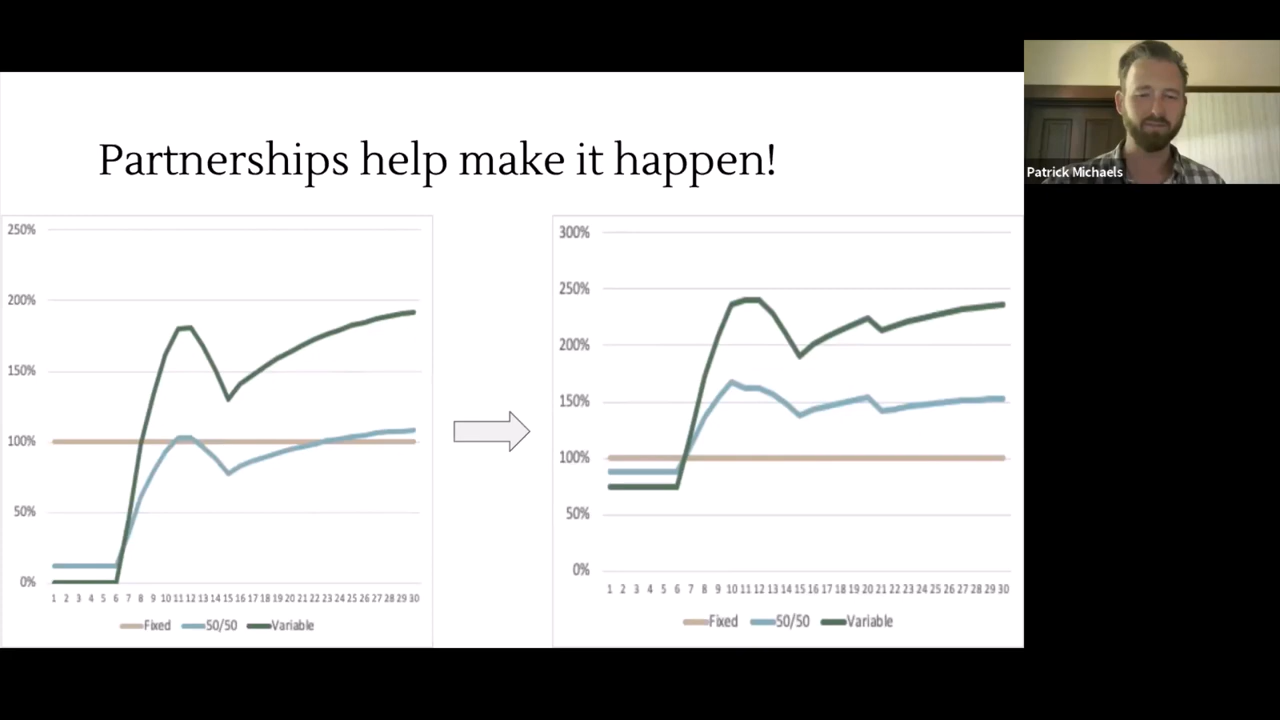 Partnerships help make it happen!
Patrick Michaels
250%
200%
150%
100%
50%
0%
1 2 3 4 5 6 7 8 9 10 11 12 13 14 15 16 17 18 19 20 21 22 23 24 25 26 27 28 29 30
Fixed 50/50 Variable
300%
250%
200%
150%
100%
50%
0%
1 2 3 4 5 6 7 8 9 10 11 12 13 14 15 16 17 18 19 20 21 22 23 24 25 26 27 28 29 30
Fixed 50/50 Variable